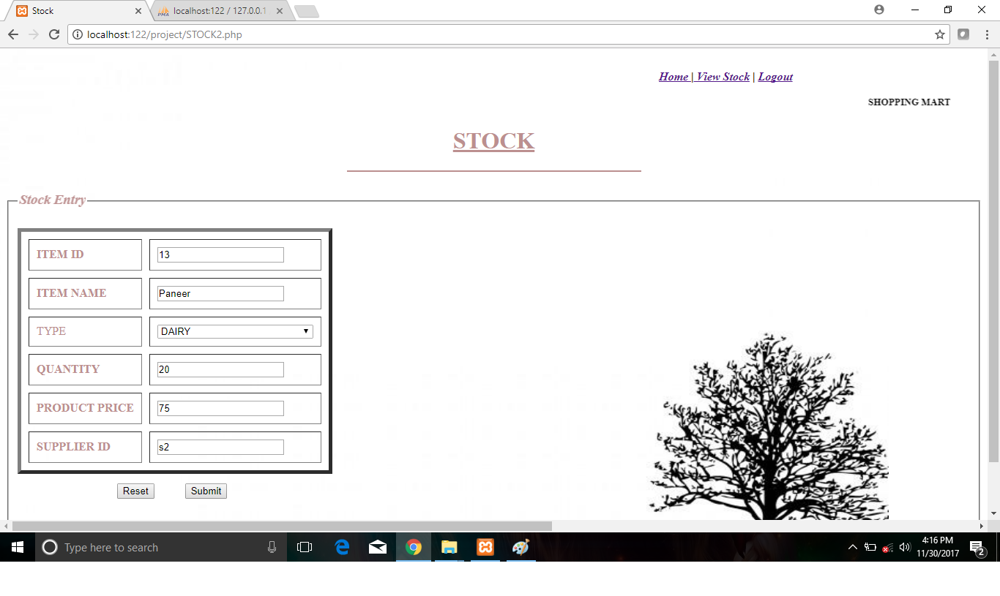 Stock
PMA localhost:122 / 127.0.0.1
localhost:122/project/STOCK2.php
Home | View Stock | Logout
SHOPPING MART
STOCK
Stock Entry
ITEM ID 13
ITEM NAME Paneer
TYPE DAIRY
QUANTITY 20
PRODUCT PRICE 75
SUPPLIER ID s2
Reset Submit
Type here to search
4:16 PM
11/30/2017
2